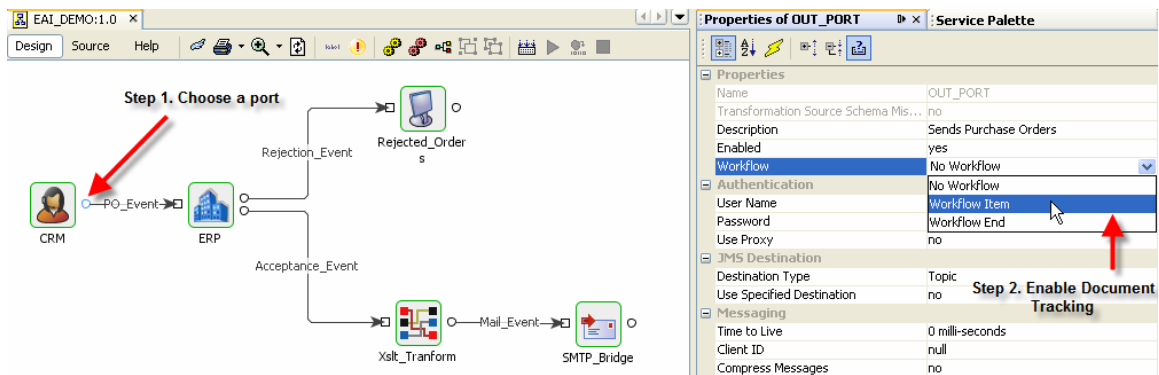 EAI_DEMO:1.0
Design Source Help
Step 1. Choose a port
Rejection_Event
Rejected_Order
s
PO_Event
CRM
ERP
Acceptance_Event
Mail_Event
Xslt_Tranform
SMTP_Bridge
Properties of OUT_PORT
Service Palette
Properties
Name OUT_PORT
Transformation Source Schema Mis... no
Description Sends Purchase Orders
Enabled yes
Workflow No Workflow
No Workflow
Workflow Item
Workflow End
Authentication
User Name
Password
Use Proxy no
JMS Destination
Destination Type Topic
Use Specified Destination no
Step 2. Enable Document
Tracking
Messaging
Time to Live 0 milli-seconds
Client ID null
Compress Messages no